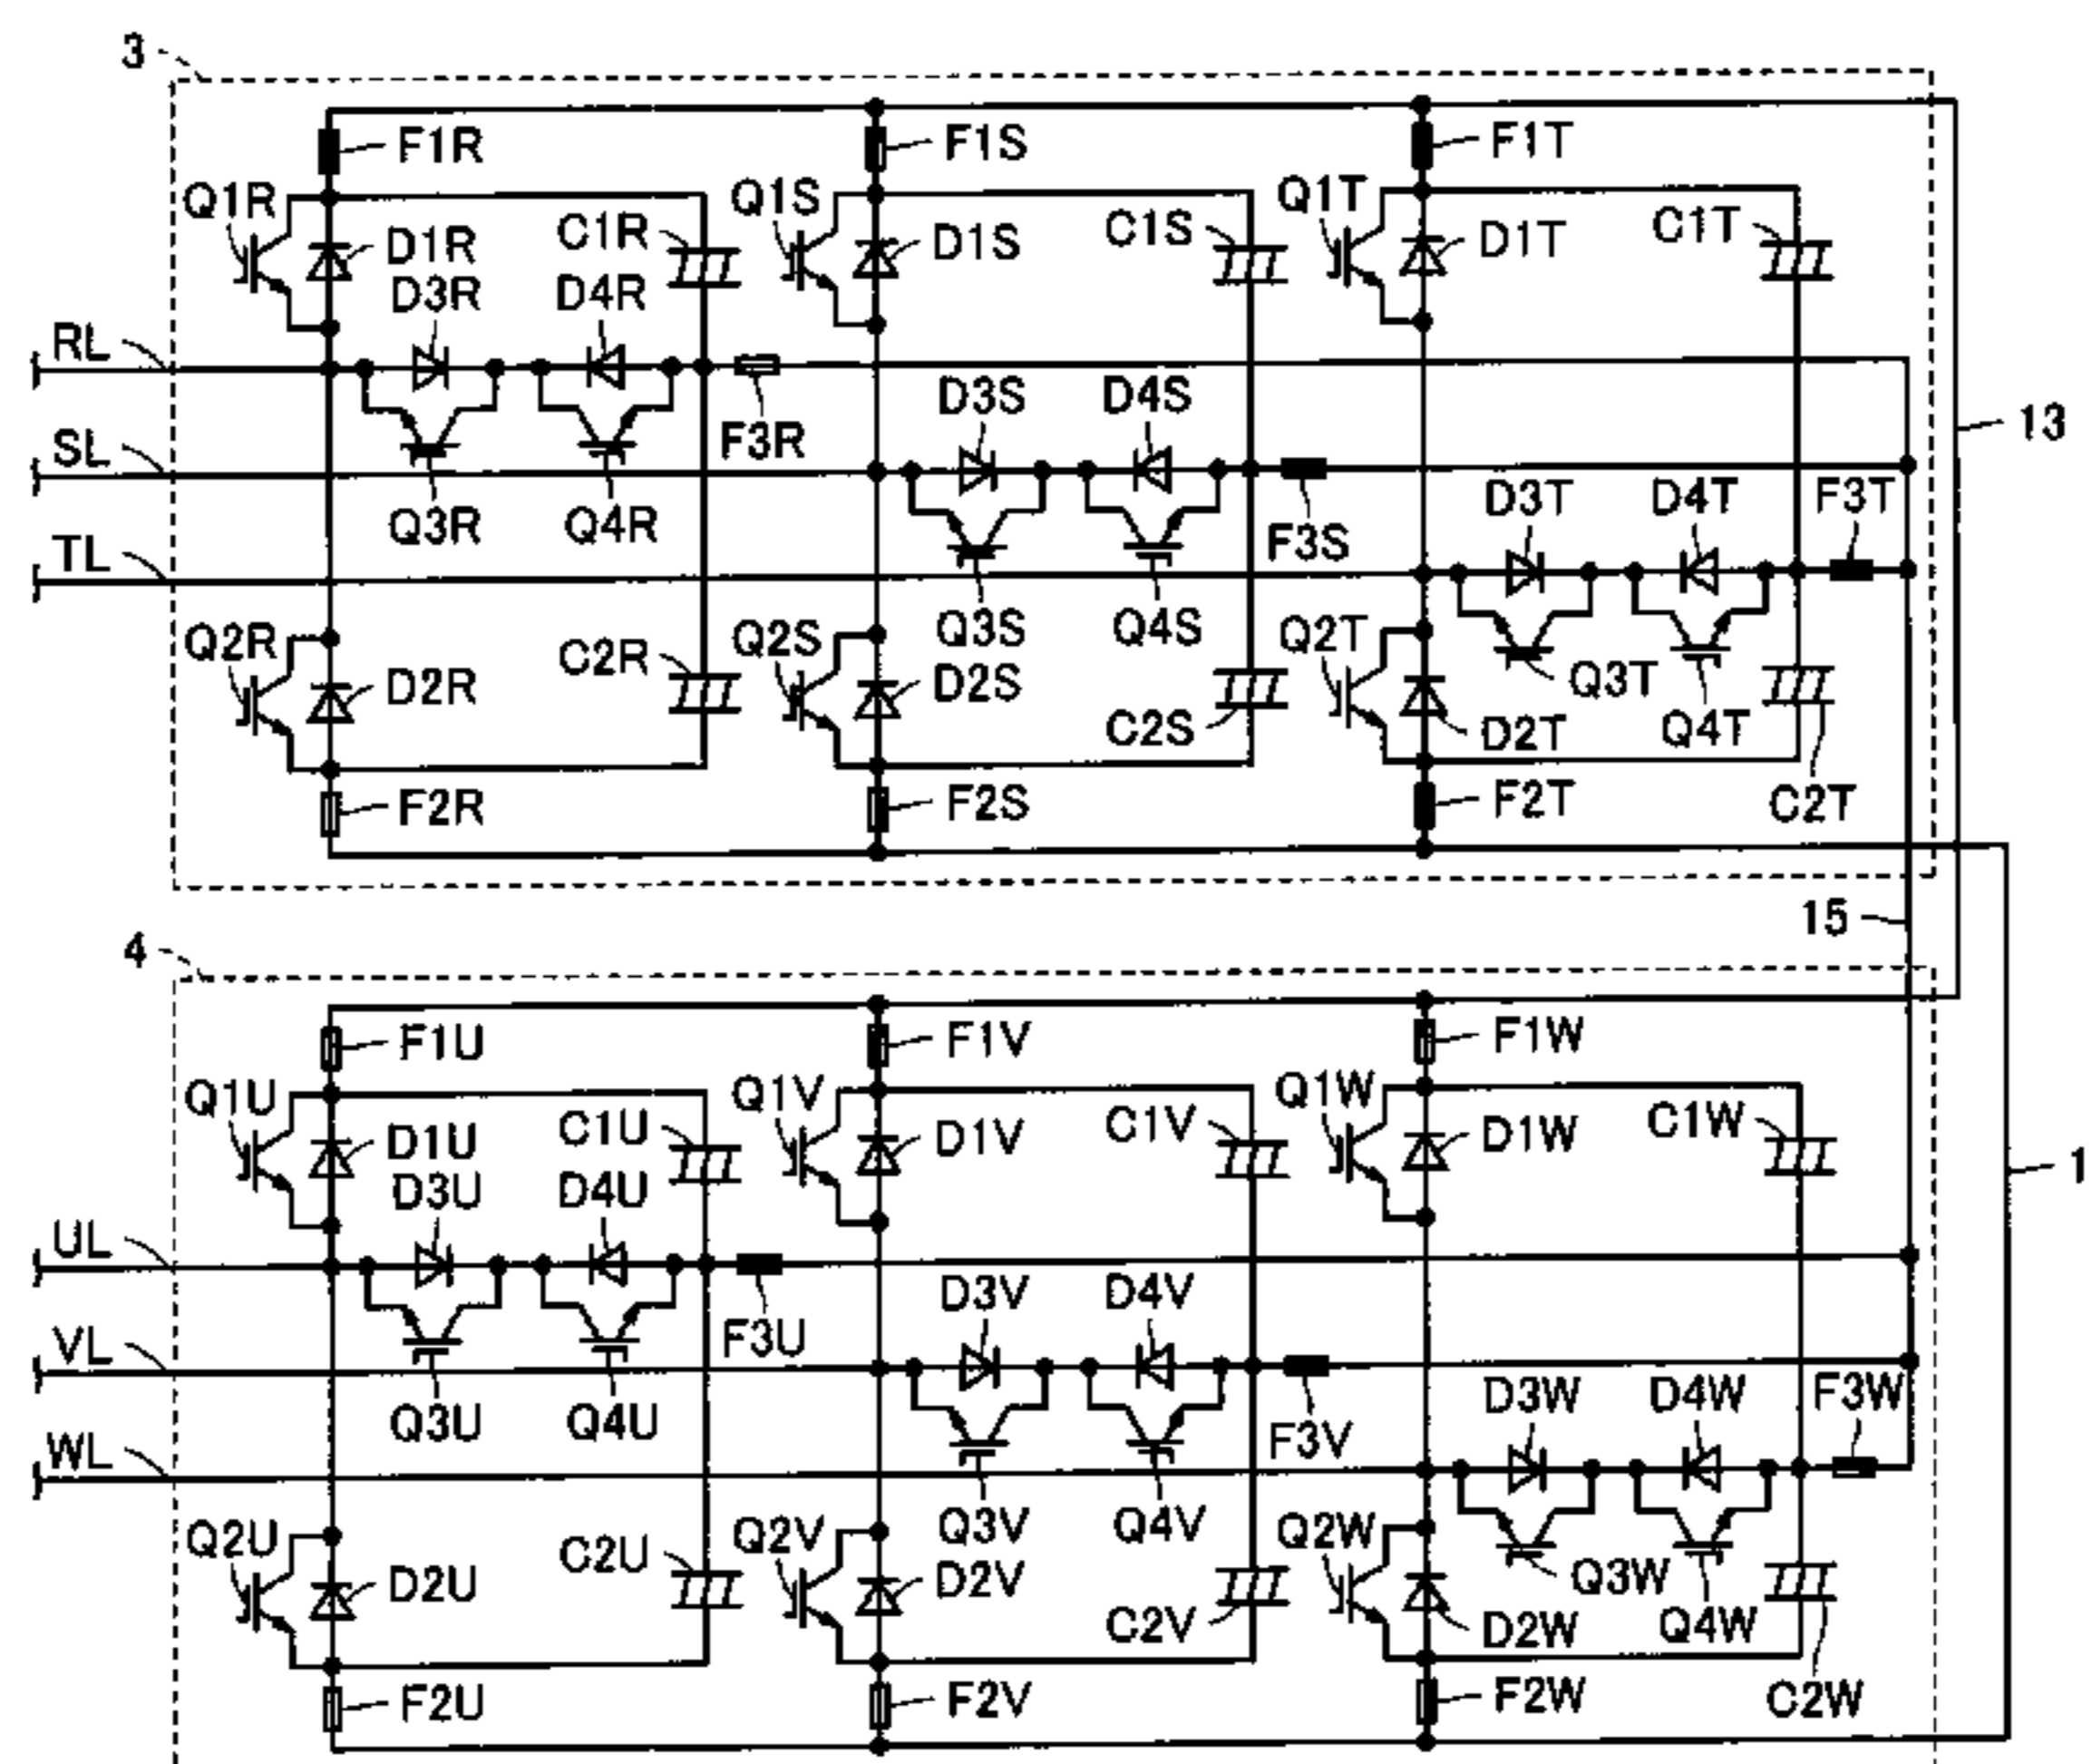 3
F1R F1S F1T
Q1R Q1S Q1T
D1R C1R D1S C1S D1T C1T
D3R D4R
RL
F3R D3S D4S 13
SL
Q3R Q4R F3S D3T D4T F3T
TL
Q2R C2R Q2S Q3S Q4S Q2T
D2R D2S C2S Q3T
D2T Q4T
F2R F2S F2T C2T
15
4
F1U F1V F1W
Q1U Q1V Q1W
D1U C1U D1V C1V D1W C1W
D3U D4U
1
UL
F3U D3V D4V
VL
Q3U Q4U F3V D3W D4W F3W
WL
Q2U C2U Q2V Q3V Q4V Q2W
D2U D2V C2V Q3W
D2W Q4W
F2U F2V F2W C2W